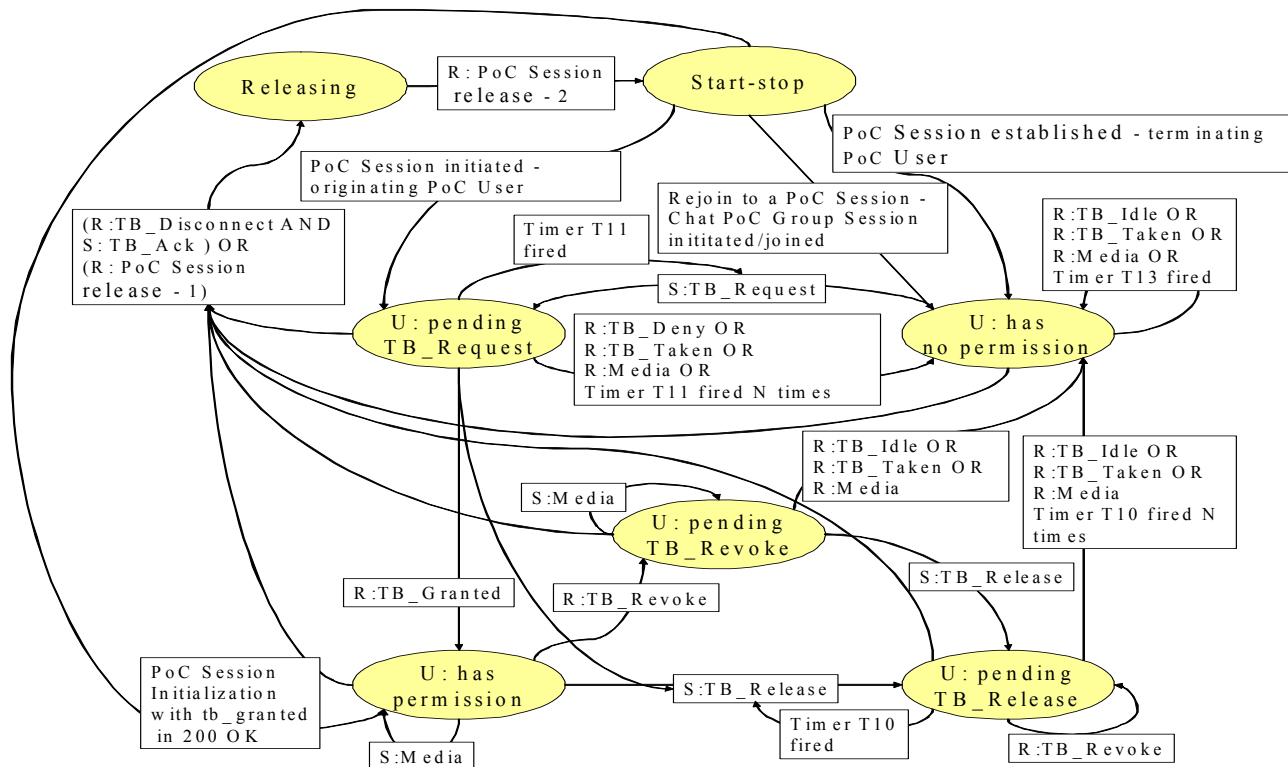 Releasing
R:PoC Session
release - 2
Start-stop
PoC Session established - terminating
PoC User
PoC Session initiated -
originating PoC User
Rejoin to a PoC Session -
Chat PoC Group Session
inititated/joined
(R:TB_Disconnect AND
S:TB_Ack ) OR
(R: PoC Session
release - 1)
Timer T11
fired
R:TB_Idle OR
R:TB_Taken OR
R:Media OR
Timer T13 fired
S:TB_Request
U: pending
TB_Request
U: has
no permission
R:TB_Deny OR
R:TB_Taken OR
R:Media OR
Timer T11 fired N times
R:TB_Idle OR
R:TB_Taken OR
R:Media
R:TB_Idle OR
R:TB_Taken OR
R:Media
Timer T10 fired N
times
S:Media
U: pending
TB_Revoke
S:TB_Release
R:TB_Granted
R:TB_Revoke
PoC Session
Initialization
with tb_granted
in 200 OK
U: has
permission
S:TB_Release
U: pending
TB_Release
Timer T10
fired
S:Media
R:TB_Revoke